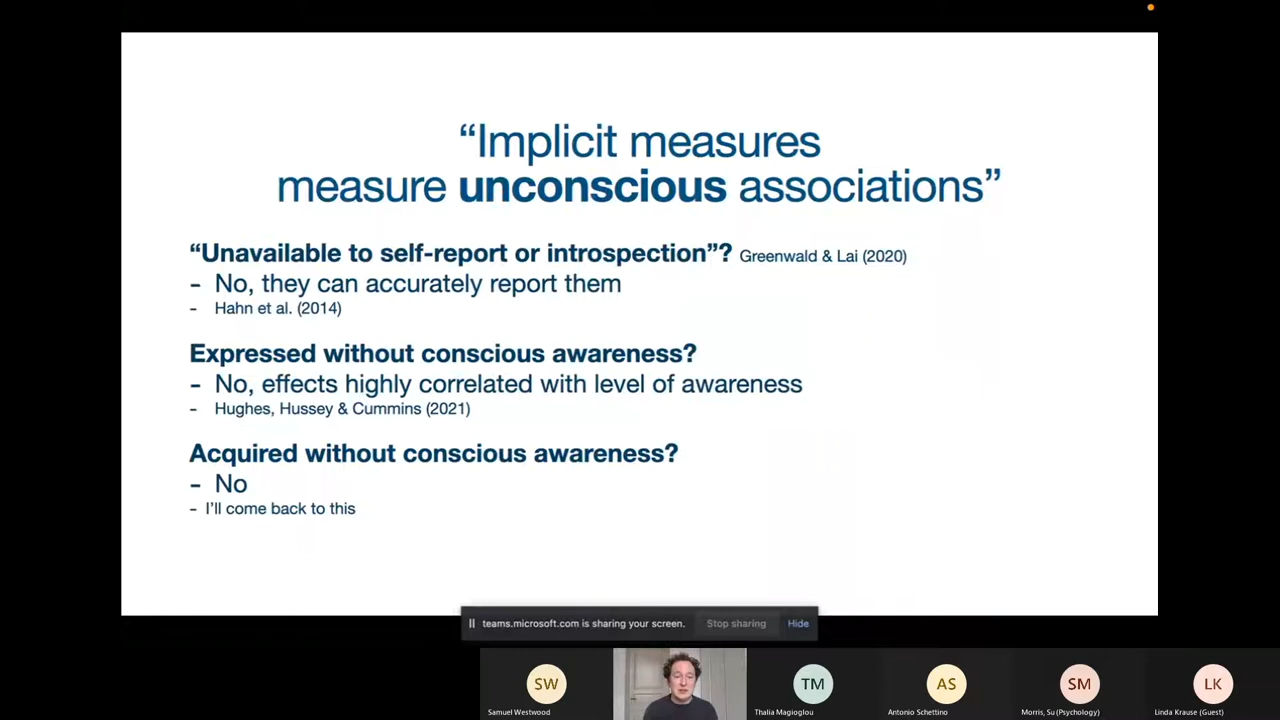 “Implicit measures
measure unconscious associations”
“Unavailable to self-report or introspection”? Greenwald & Lai (2020)
- No, they can accurately report them
- Hahn et al. (2014)
Expressed without conscious awareness?
- No, effects highly correlated with level of awareness
- Hughes, Hussey & Cummins (2021)
Acquired without conscious awareness?
- No
- I’ll come back to this
teams.microsoft.com is sharing your screen. Stop sharing Hide
SW TM AS SM LK
Samuel Westwood Thalia Magioglou Antonio Schettino Morris, Su (Psychology) Linda Krause (Guest)